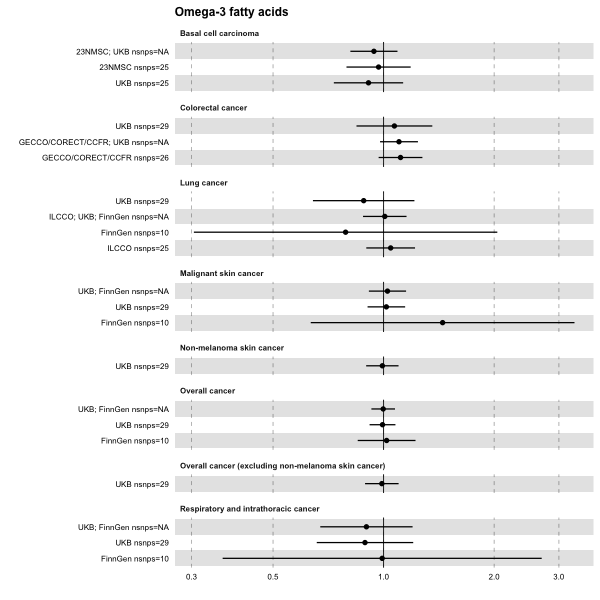 Omega-3 fatty acids
Basal cell carcinoma
23NMSC; UKB nsnps=NA
23NMSC nsnps=25
UKB nsnps=25
Colorectal cancer
UKB nsnps=29
GECCO/CORECT/CCFR; UKB nsnps=NA
GECCO/CORECT/CCFR nsnps=26
Lung cancer
UKB nsnps=29
ILCCO; UKB; FinnGen nsnps=NA
FinnGen nsnps=10
ILCCO nsnps=25
Malignant skin cancer
UKB; FinnGen nsnps=NA
UKB nsnps=29
FinnGen nsnps=10
Non-melanoma skin cancer
UKB nsnps=29
Overall cancer
UKB; FinnGen nsnps=NA
UKB nsnps=29
FinnGen nsnps=10
Overall cancer (excluding non-melanoma skin cancer)
UKB nsnps=29
Respiratory and intrathoracic cancer
UKB; FinnGen nsnps=NA
UKB nsnps=29
FinnGen nsnps=10
0.3 0.5 1.0 2.0 3.0